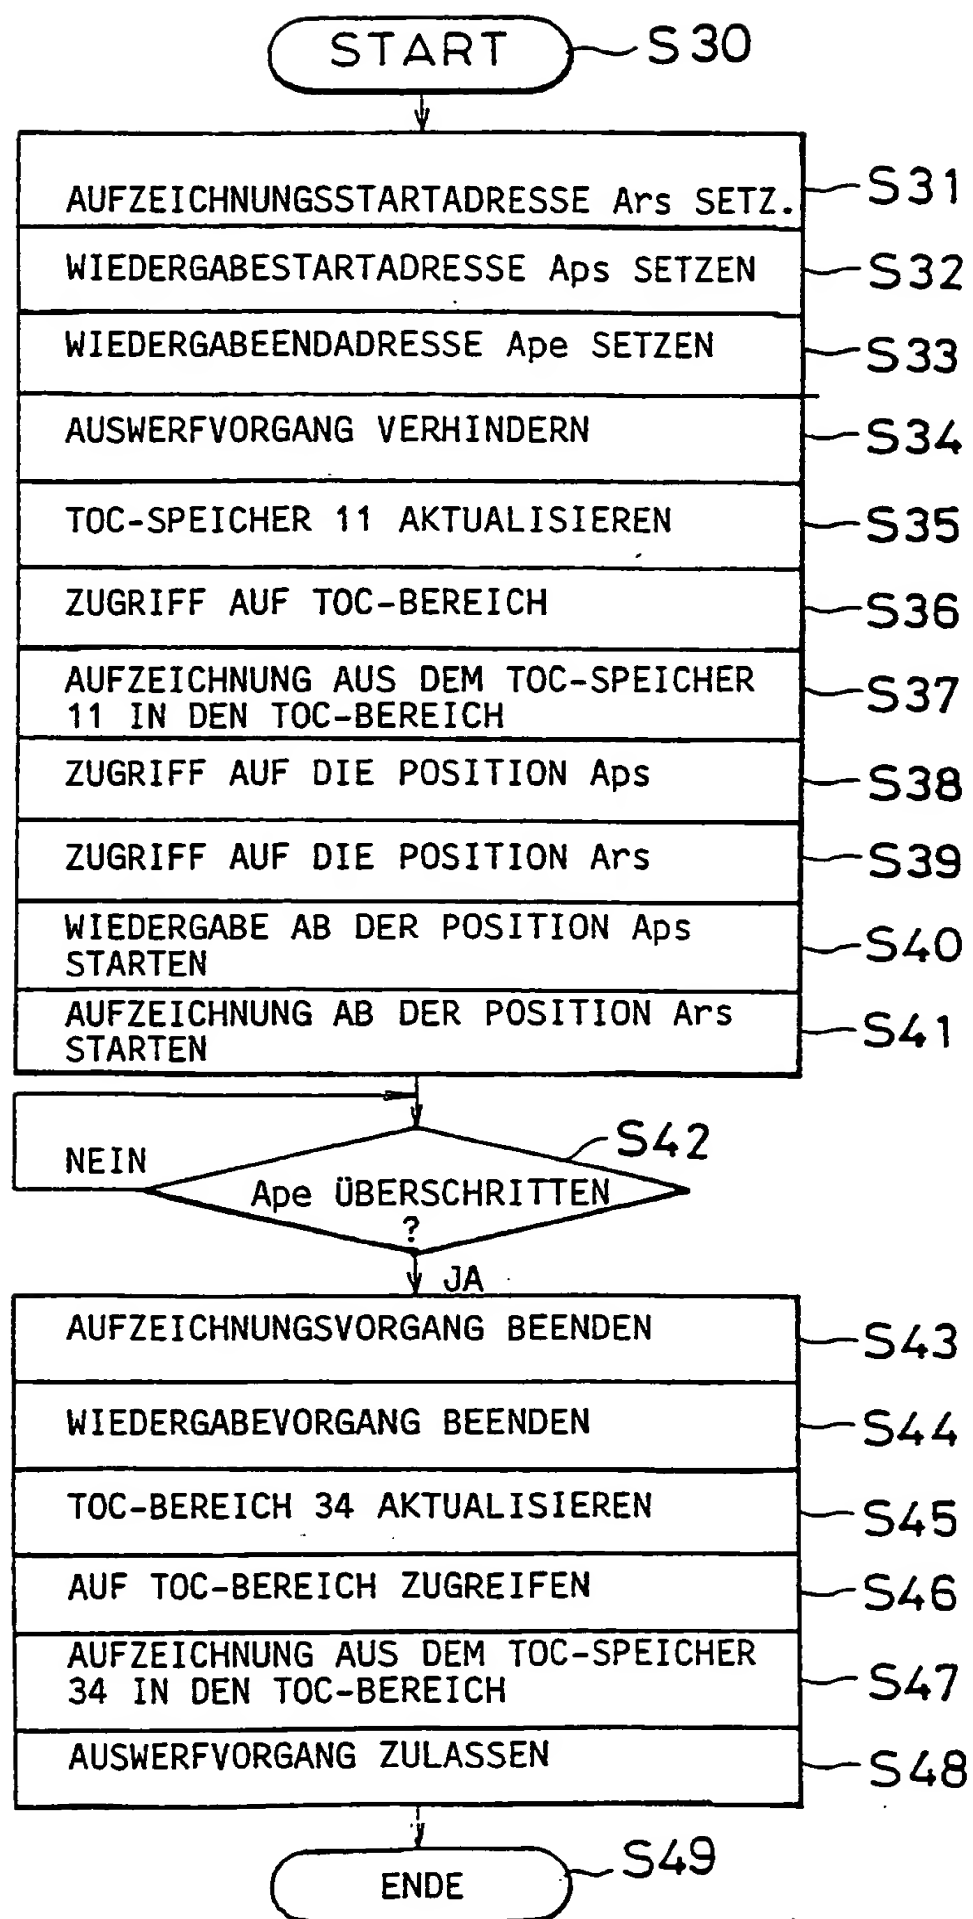 START S30
AUFZEICHNUNGSSTARTADRESSE Ars SETZ. S31
WIEDERGABESTARTADRESSE Aps SETZEN S32
WIEDERGABEENDADRESSE Ape SETZEN S33
AUSWERFVORGANG VERHINDERN S34
TOC-SPEICHER 11 AKTUALISIEREN S35
ZUGRIFF AUF TOC-BEREICH S36
AUFZEICHNUNG AUS DEM TOC-SPEICHER S37
11 IN DEN TOC-BEREICH
ZUGRIFF AUF DIE POSITION Aps S38
ZUGRIFF AUF DIE POSITION Ars S39
WIEDERGABE AB DER POSITION Aps S40
STARTEN
AUFZEICHNUNG AB DER POSITION Ars S41
STARTEN
S42
NEIN
Ape ÜBERSCHRITTEN
?
JA
AUFZEICHNUNGSVORGANG BEENDEN S43
WIEDERGABEVORGANG BEENDEN S44
TOC-BEREICH 34 AKTUALISIEREN S45
AUF TOC-BEREICH ZUGREIFEN S46
AUFZEICHNUNG AUS DEM TOC-SPEICHER S47
34 IN DEN TOC-BEREICH
AUSWERFVORGANG ZULASSEN S48
ENDE S49